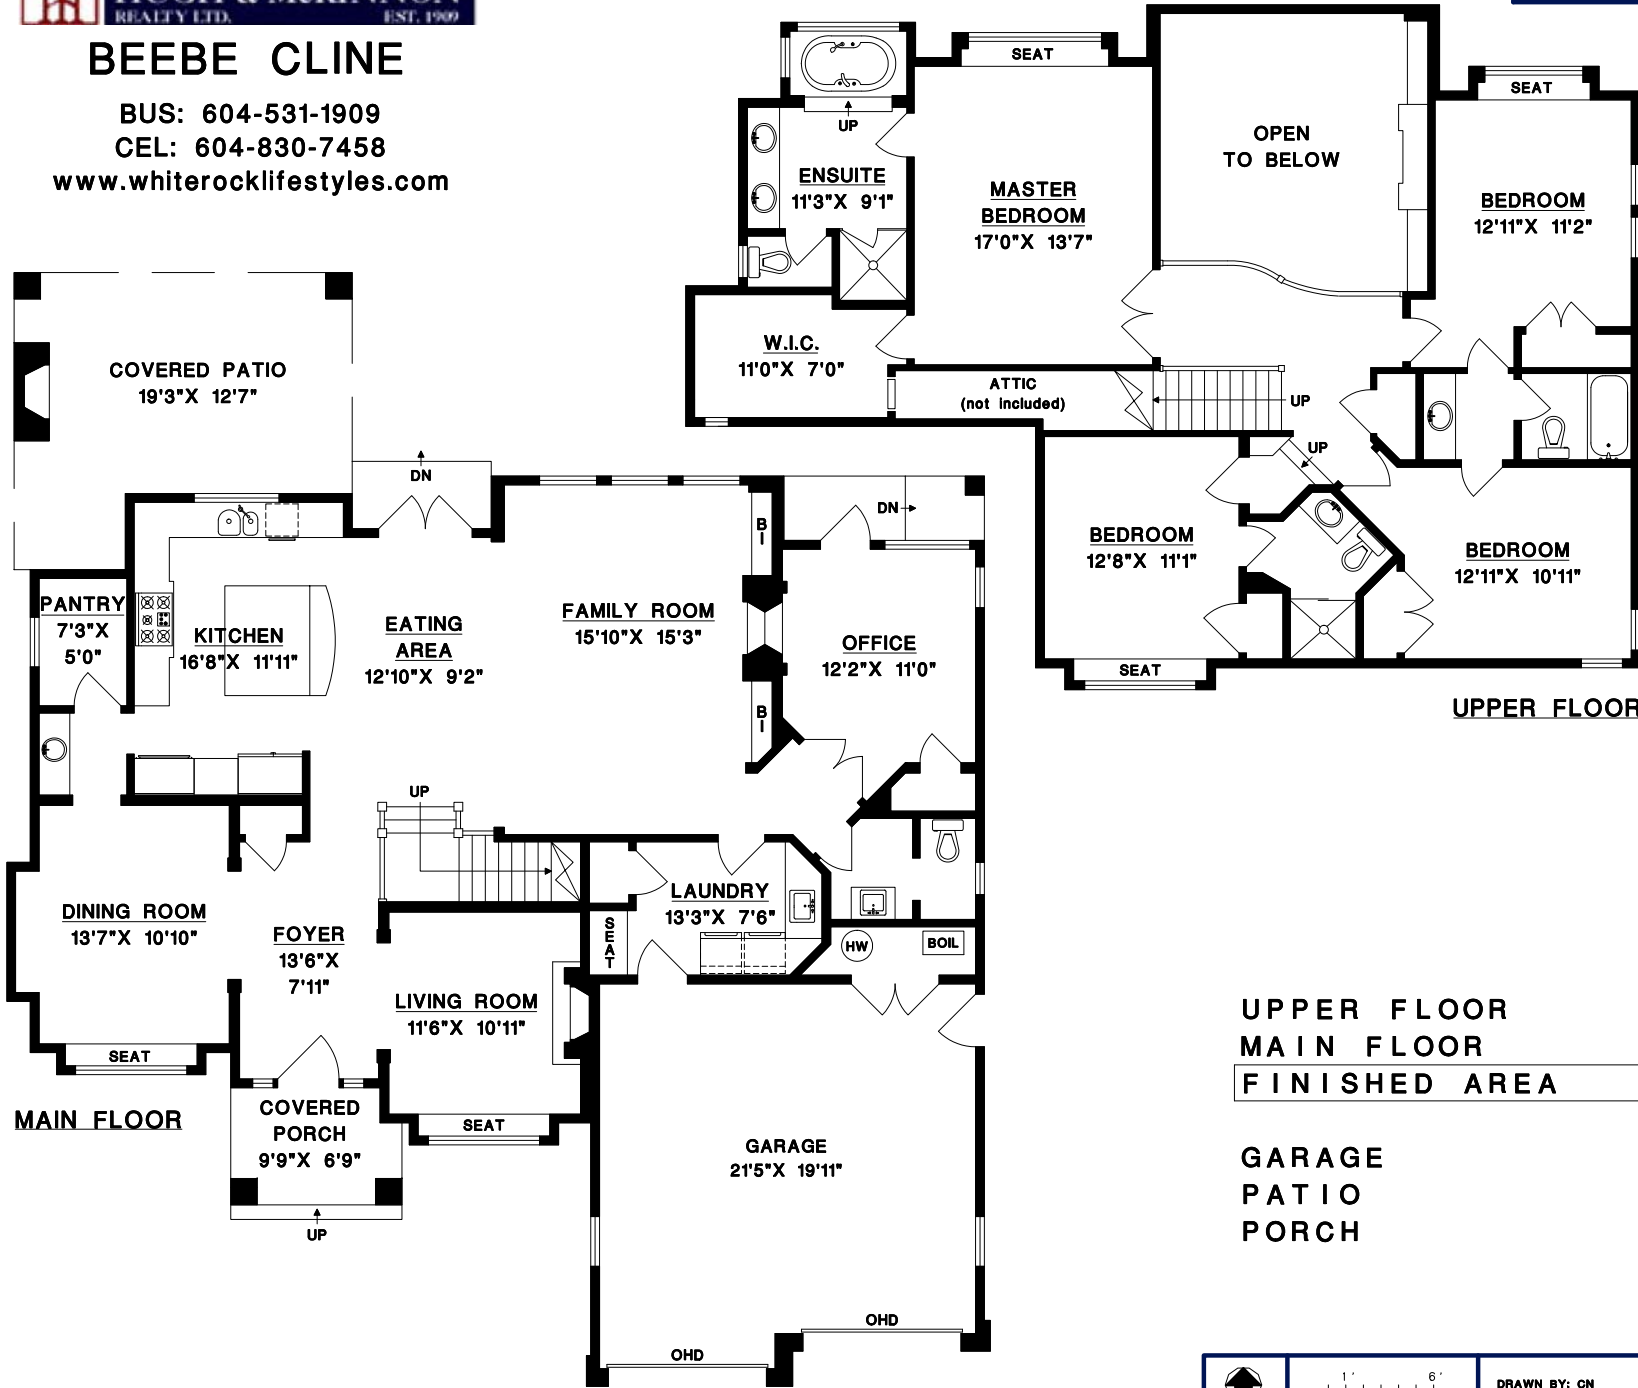 HUGH & McKINNON
REALTY LTD. EST. 1909
BEEBE CLINE
BUS: 604-531-1909
CEL: 604-830-7458
www.whiterocklifestyles.com
SEAT
UP
ENSUITE
11'3"X 9'1"
MASTER
BEDROOM
17'0"X 13'7"
OPEN
TO BELOW
SEAT
BEDROOM
12'11"X 11'2"
W.I.C.
11'0"X 7'0"
ATTIC
(not included)
UP
UP
BEDROOM
12'8"X 11'1"
BEDROOM
12'11"X 10'11"
SEAT
UPPER FLOOR
COVERED PATIO
19'3"X 12'7"
DN
DN
BI
PANTRY
7'3"X
5'0"
KITCHEN
16'8"X 11'11"
EATING
AREA
12'10"X 9'2"
FAMILY ROOM
15'10"X 15'3"
OFFICE
12'2"X 11'0"
BI
UP
DINING ROOM
13'7"X 10'10"
FOYER
13'6"X
7'11"
LAUNDRY
13'3"X 7'6"
SEAT
HW
BOIL
LIVING ROOM
11'6"X 10'11"
SEAT
MAIN FLOOR
COVERED
PORCH
9'9"X 6'9"
SEAT
UP
GARAGE
21'5"X 19'11"
OHD
OHD
UPPER FLOOR
MAIN FLOOR
FINISHED AREA
GARAGE
PATIO
PORCH
1' 6'
DRAWN BY: CN